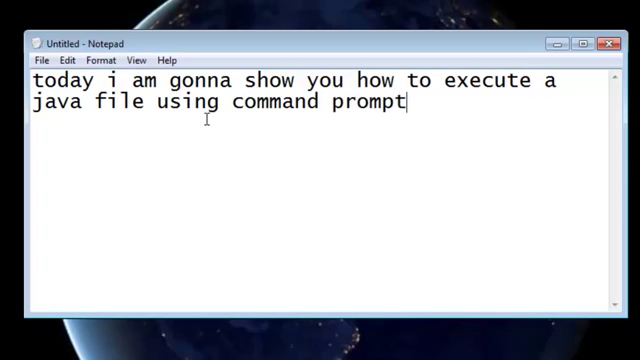 Untitled - Notepad
File Edit Format View Help
today i am gonna show you how to execute a
java file using command prompt